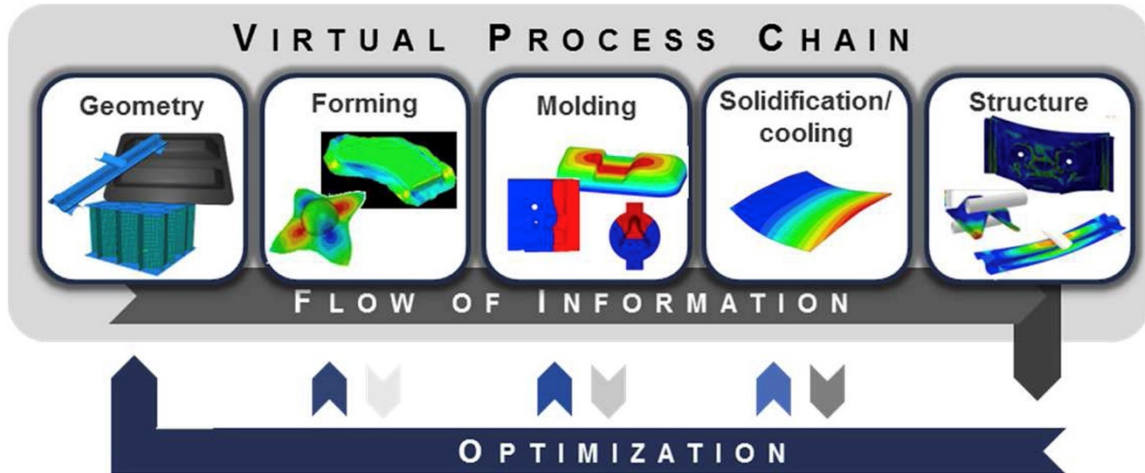 VIRTUAL PROCESS CHAIN
Geometry
Forming
Molding
Solidification/
cooling
Structure
FLOW OF INFORMATION
OPTIMIZATION